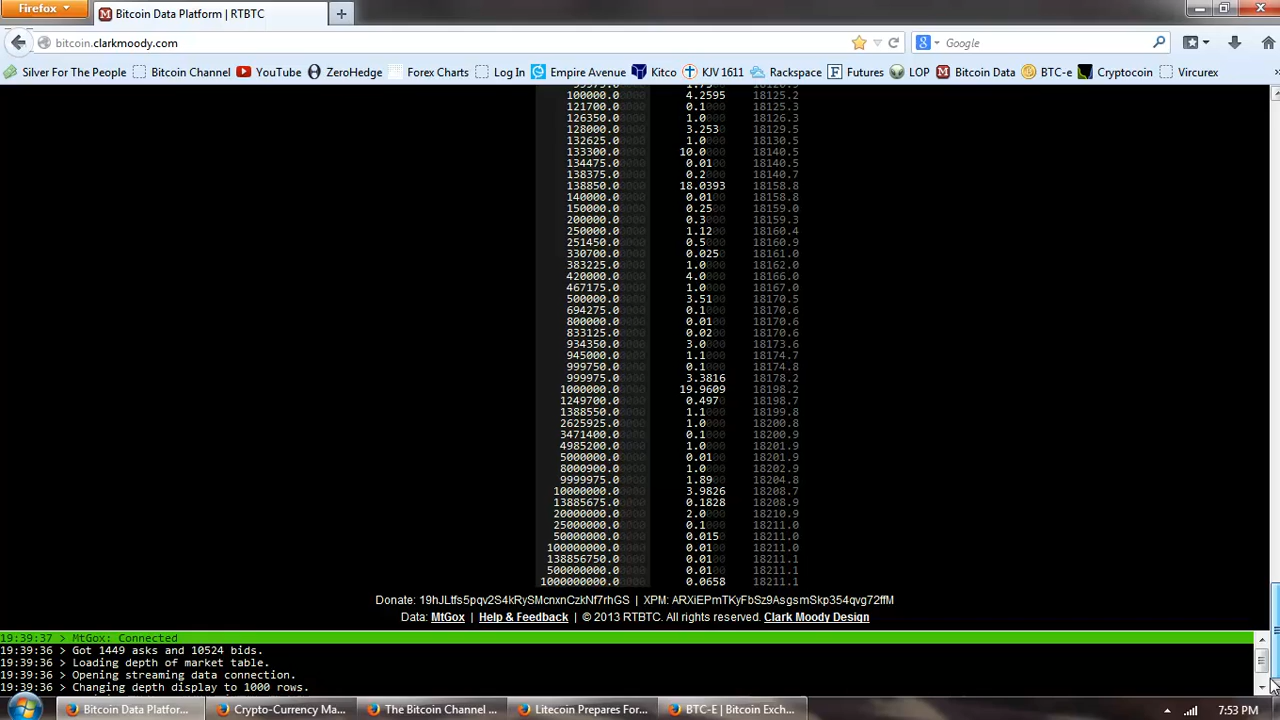 Firefox
Bitcoin Data Platform | RTBTC
bitcoin.clarkmoody.com
Google
Silver For The People Bitcoin Channel YouTube ZeroHedge Forex Charts Log In Empire Avenue Kitco KJV 1611 Rackspace Futures LOP Bitcoin Data BTC-e Cryptocoin Vircurex
100000.0 4.2595 18125.2
121700.0 0.1 18125.3
126350.0 1.0 18126.3
128000.0 3.253 18129.5
132625.0 1.0 18130.5
133300.0 10.0 18140.5
134475.0 0.01 18140.5
138375.0 0.2 18140.7
138850.0 18.0393 18158.8
140000.0 0.01 18158.8
150000.0 0.25 18159.0
200000.0 0.3 18159.3
250000.0 1.12 18160.4
251450.0 0.5 18160.9
330700.0 0.025 18161.0
383225.0 1.0 18162.0
420000.0 4.0 18166.0
467175.0 1.0 18167.0
500000.0 3.51 18170.5
694275.0 0.1 18170.6
800000.0 0.01 18170.6
833125.0 0.02 18170.6
934350.0 3.0 18173.6
945000.0 1.1 18174.7
999750.0 0.1 18174.8
999975.0 3.3816 18178.2
1000000.0 19.9609 18198.2
1249700.0 0.497 18198.7
1388550.0 1.1 18199.8
2625925.0 1.0 18200.8
3471400.0 0.1 18200.9
4985200.0 1.0 18201.9
5000000.0 0.01 18201.9
8000900.0 1.0 18202.9
9999975.0 1.89 18204.8
10000000.0 3.9826 18208.7
13885675.0 0.1828 18208.9
20000000.0 2.0 18210.9
25000000.0 0.1 18211.0
50000000.0 0.015 18211.0
100000000.0 0.01 18211.0
138856750.0 0.01 18211.1
500000000.0 0.01 18211.1
1000000000.0 0.0658 18211.1
Donate: 19hJLtfs5pqv2S4kRySMcnxnCzkNf7rhGS | XPM: ARXiEPmTKyFbSz9AsgsmSkp354qvg72ffM
Data: MtGox | Help & Feedback | © 2013 RTBTC. All rights reserved. Clark Moody Design
19:39:37 > MtGox: Connected
19:39:36 > Got 1449 asks and 10524 bids.
19:39:36 > Loading depth of market table.
19:39:36 > Opening streaming data connection.
19:39:36 > Changing depth display to 1000 rows.
Bitcoin Data Platfor... Crypto-Currency Ma... The Bitcoin Channel ... Litecoin Prepares For... BTC-E | Bitcoin Exch... 7:53 PM